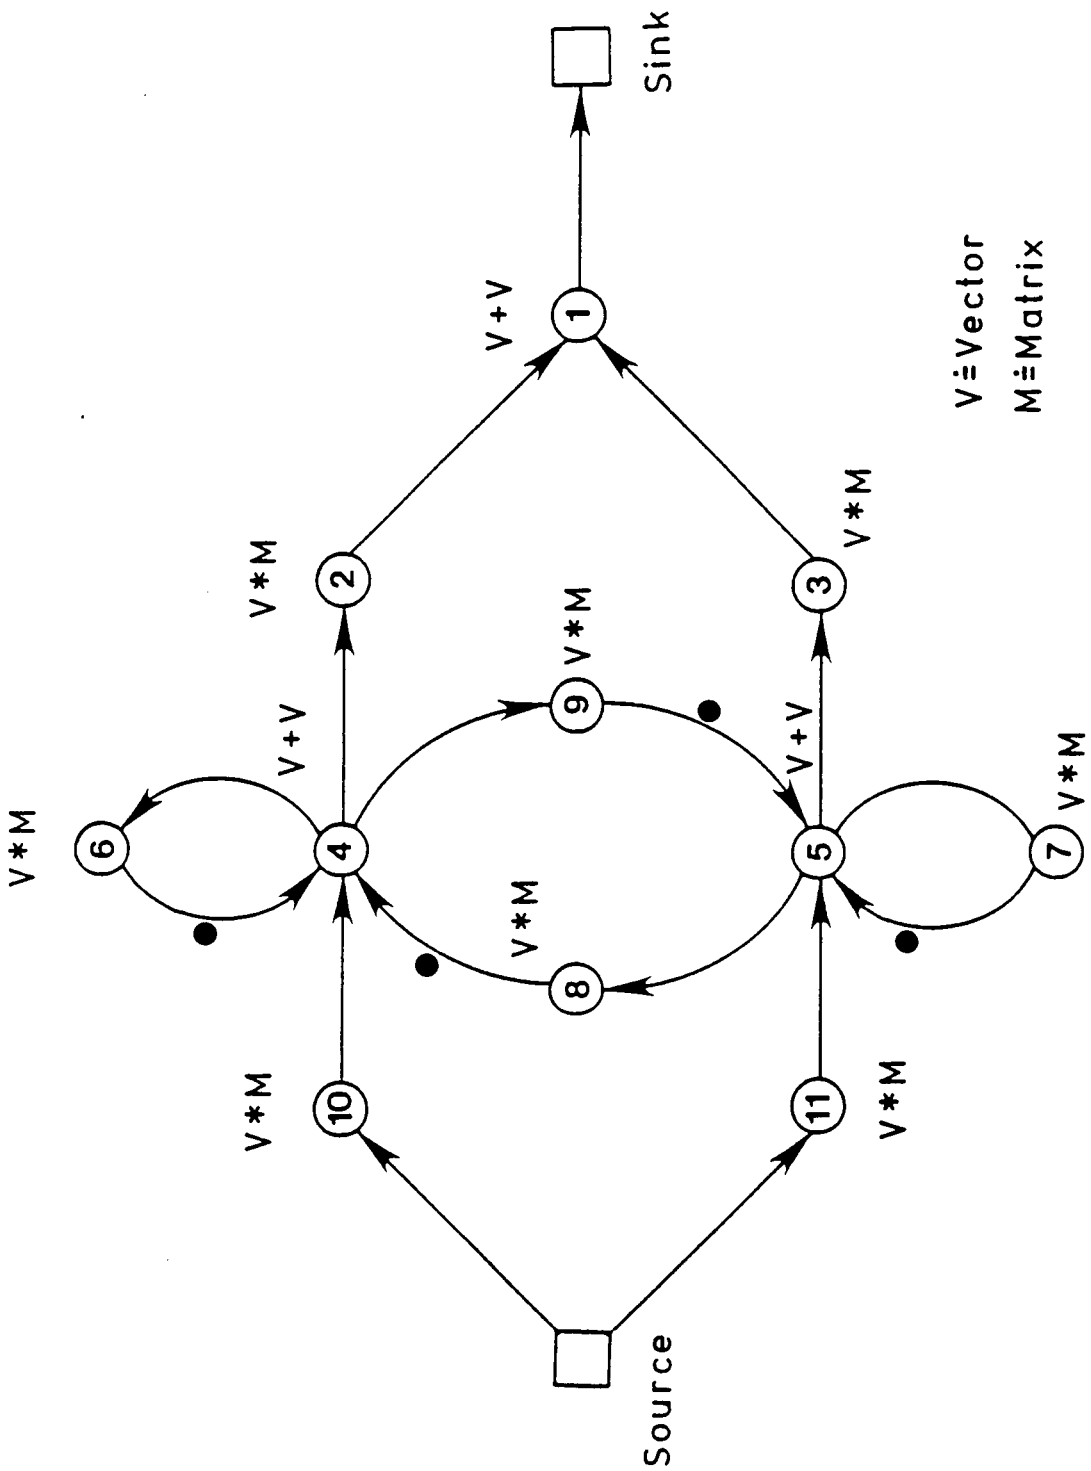 V*M
6
V*M
10
4
V+V
V*M
2
Source
V*M
8
9
V*M
V+V
1
Sink
11
V*M
5
V+V
3
V*M
7
V*M
V≐Vector
M≐Matrix